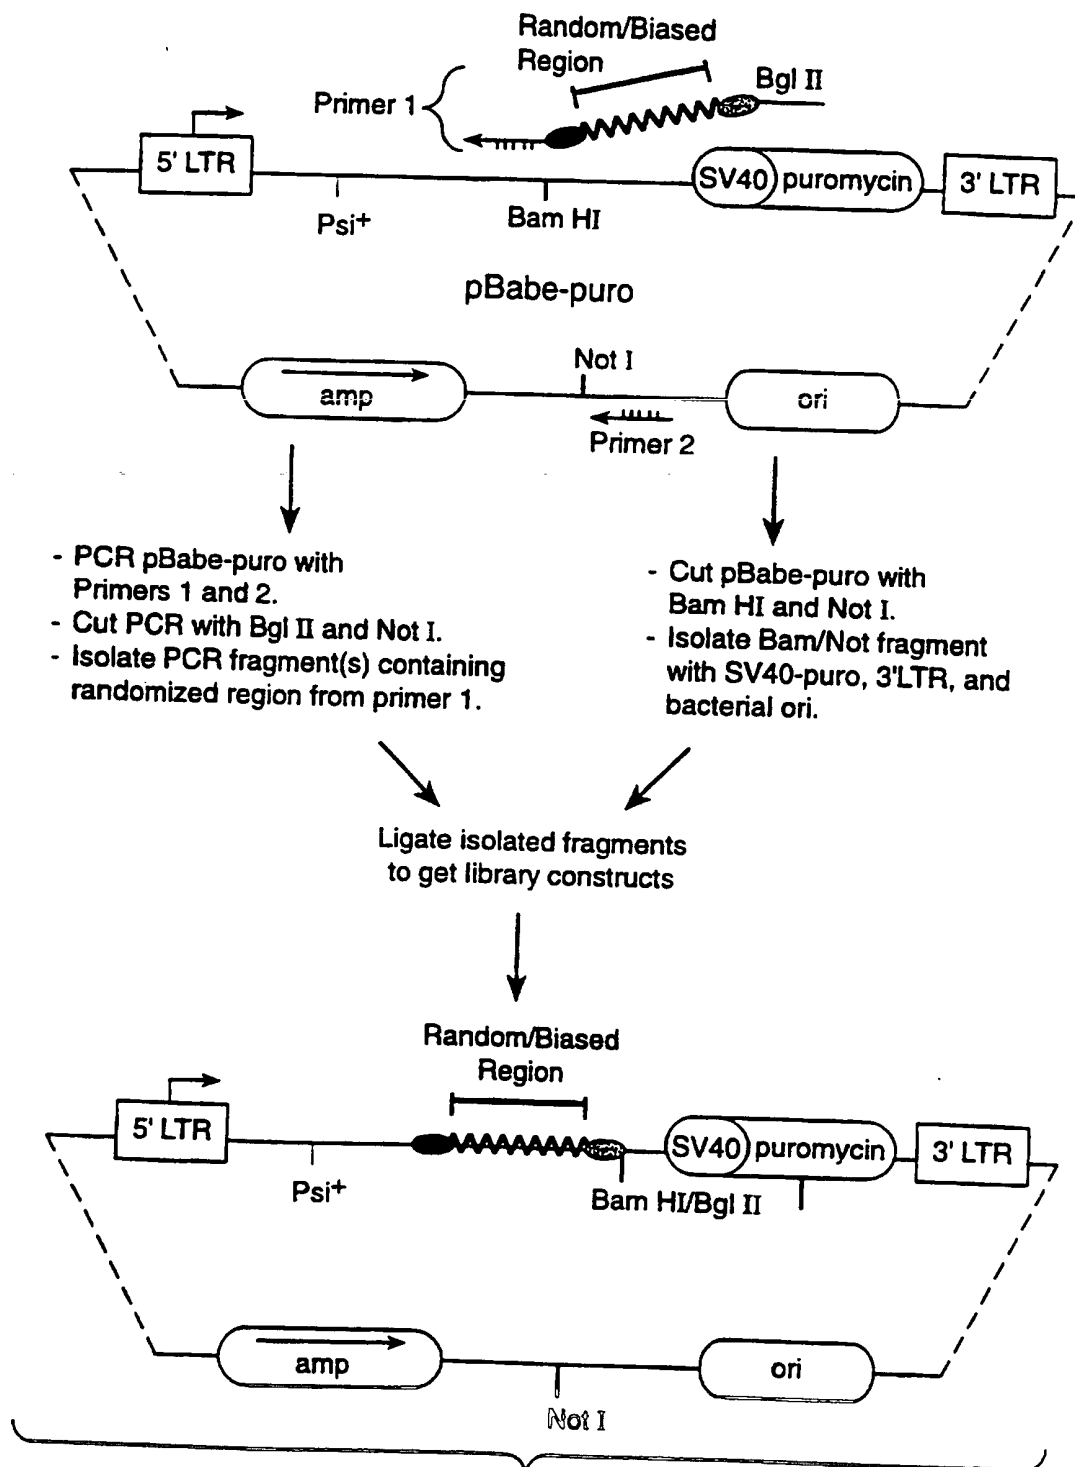 Random/Biased
Region
Bgl II
Primer 1
5' LTR
SV40
puromycin
3' LTR
Psi+
Bam HI
pBabe-puro
Not I
amp
ori
Primer 2
- PCR pBabe-puro with
Primers 1 and 2.
- Cut PCR with Bgl II and Not I.
- Isolate PCR fragment(s) containing
randomized region from primer 1.
- Cut pBabe-puro with
Bam HI and Not I.
- Isolate Bam/Not fragment
with SV40-puro, 3'LTR, and
bacterial ori.
Ligate isolated fragments
to get library constructs
Random/Biased
Region
5' LTR
SV40
puromycin
3' LTR
Psi+
Bam HI/Bgl II
amp
ori
Not I